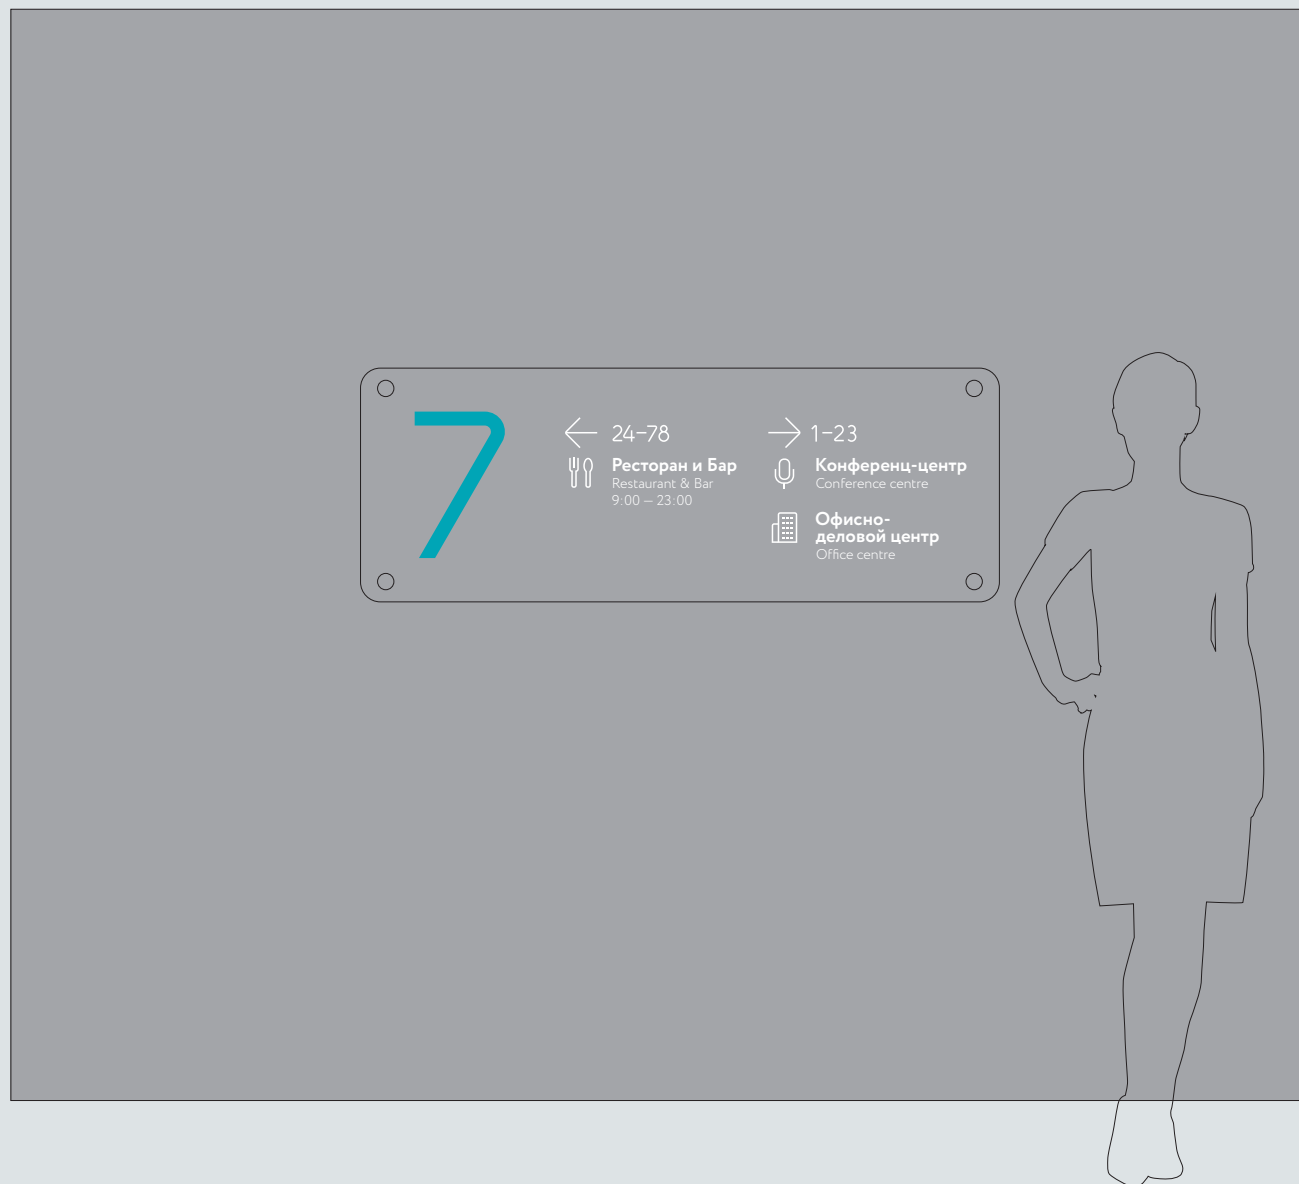 7
24–78
Ресторан и Бар
Restaurant & Bar
9:00 – 23:00
1–23
Конференц-центр
Conference centre
Офисно-
деловой центр
Office centre